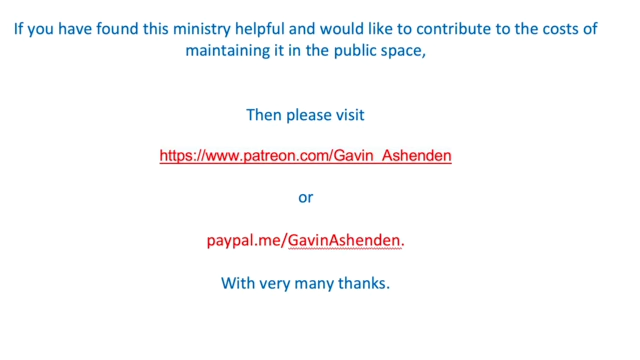 If you have found this ministry helpful and would like to contribute to the costs of
maintaining it in the public space,
Then please visit
https://www.patreon.com/Gavin_Ashenden
or
paypal.me/GavinAshenden.
With very many thanks.